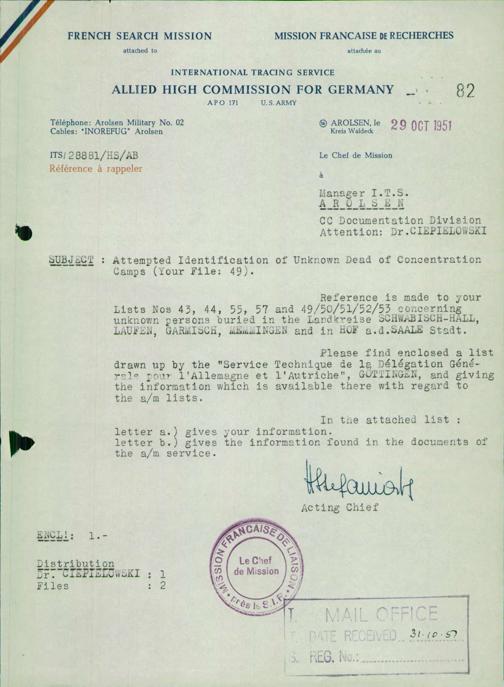 FRENCH SEARCH MISSION
attached to
MISSION FRANCAISE DE RECHERCHES
attachée au
INTERNATIONAL TRACING SERVICE
ALLIED HIGH COMMISSION FOR GERMANY
82
APO 171 U.S. ARMY
Téléphone: Arolsen Military No. 02
Cables: "INOREFUG" Arolsen
AROLSEN, le 29 OCT 1951
Kreis Waldeck
ITS/28881/HS/AB
Référence à rappeler
Le Chef de Mission
à
Manager I.T.S.
AROLSEN
CC Documentation Division
Attention: Dr.CIEPIELOWSKI
SUBJECT : Attempted Identification of Unknown Dead of Concentration
Camps (Your File: 49).
Reference is made to your
Lists Nos 43, 44, 55, 57 and 49/50/51/52/53 concerning
unknown persons buried in the Landkreise SCHWABISCH-HALL,
LAUFEN, GARMISCH, MEMMINGEN and in HOF a.d.SAALE Stadt.
Please find enclosed a list
drawn up by the "Service Technique de la Délégation Géné-
rale pour l'Allemagne et l'Autriche", GÖTTINGEN, and giving
the information which is available there with regard to
the a/m lists.
In the attached list :
letter a.) gives your information.
letter b.) gives the information found in the documents of
the a/m service.
Acting Chief
ENCL: 1.-
Distribution
Dr. CIEPIELOWSKI : 1
Files : 2
MISSION FRANCAISE DE LIAISON
Le Chef
de Mission
près le S.I.R.
I. MAIL OFFICE
T. DATE RECEIVED 31-10-51
S. REG. No.: